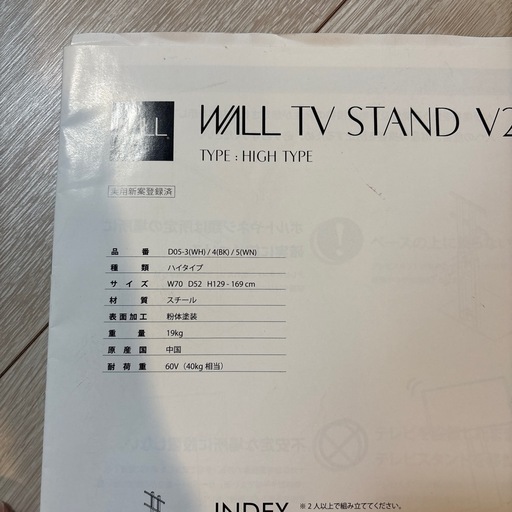 WALL
WALL TV STAND V2
TYPE : HIGH TYPE
実用新案登録済
品番 D05-3(WH) / 4(BK) / 5(WN)
種類 ハイタイプ
サイズ W70 D52 H129 - 169 cm
材質 スチール
表面加工 粉体塗装
重量 19kg
原産国 中国
耐荷重 60V（40kg 相当）
INDEX
※ 2 人以上で組み立ててください。